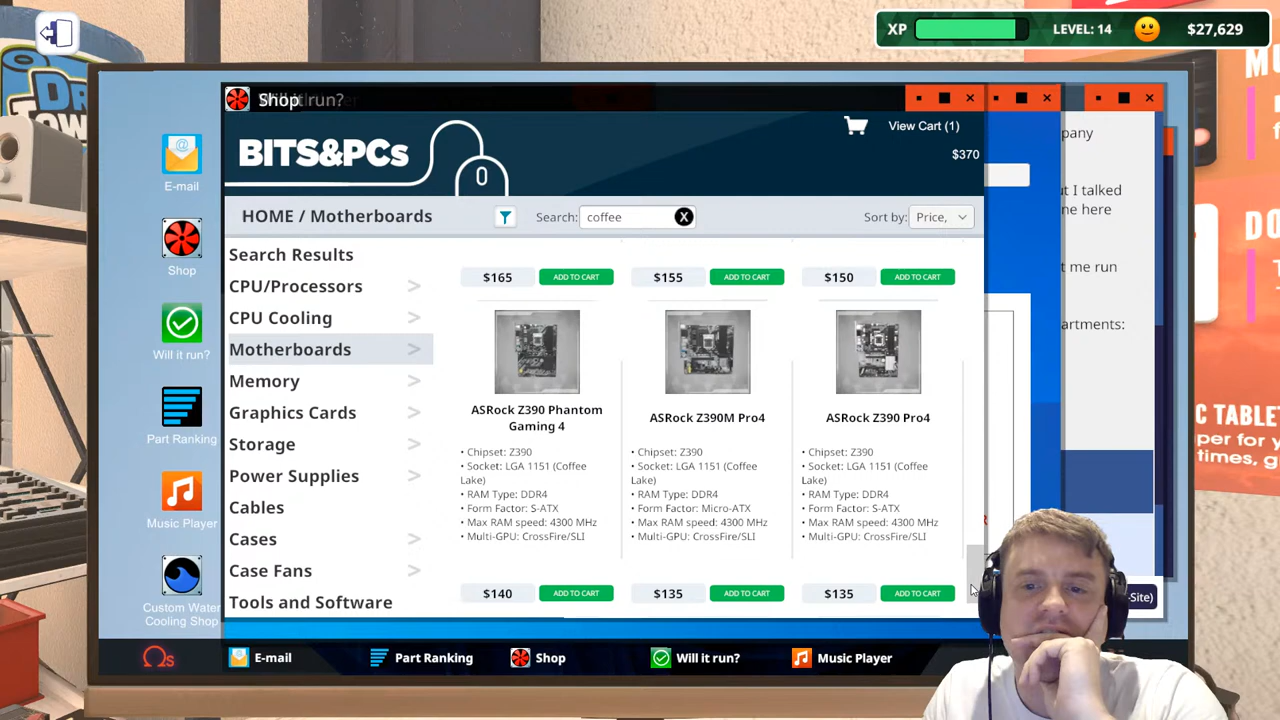 XP
LEVEL: 14
$27,629
Shop
run?
View Cart (1)
$370
BITS&PCs
HOME / Motherboards
Search:
coffee
X
Sort by:
Price,
E-mail
Shop
Will it run?
Part Ranking
Music Player
Custom Water
Cooling Shop
Search Results
CPU/Processors >
CPU Cooling >
Motherboards >
Memory >
Graphics Cards >
Storage >
Power Supplies >
Cables
Cases >
Case Fans >
Tools and Software
$165
ADD TO CART
$155
ADD TO CART
$150
ADD TO CART
ASRock Z390 Phantom
Gaming 4
• Chipset: Z390
• Socket: LGA 1151 (Coffee
Lake)
• RAM Type: DDR4
• Form Factor: S-ATX
• Max RAM speed: 4300 MHz
• Multi-GPU: CrossFire/SLI
$140
ADD TO CART
ASRock Z390M Pro4
• Chipset: Z390
• Socket: LGA 1151 (Coffee
Lake)
• RAM Type: DDR4
• Form Factor: Micro-ATX
• Max RAM speed: 4300 MHz
• Multi-GPU: CrossFire/SLI
$135
ADD TO CART
ASRock Z390 Pro4
• Chipset: Z390
• Socket: LGA 1151 (Coffee
Lake)
• RAM Type: DDR4
• Form Factor: S-ATX
• Max RAM speed: 4300 MHz
• Multi-GPU: CrossFire/SLI
$135
ADD TO CART
pany
t I talked
ne here
t me run
artments:
-Site)
E-mail
Part Ranking
Shop
Will it run?
Music Player
C TABLET
per for y
times, g